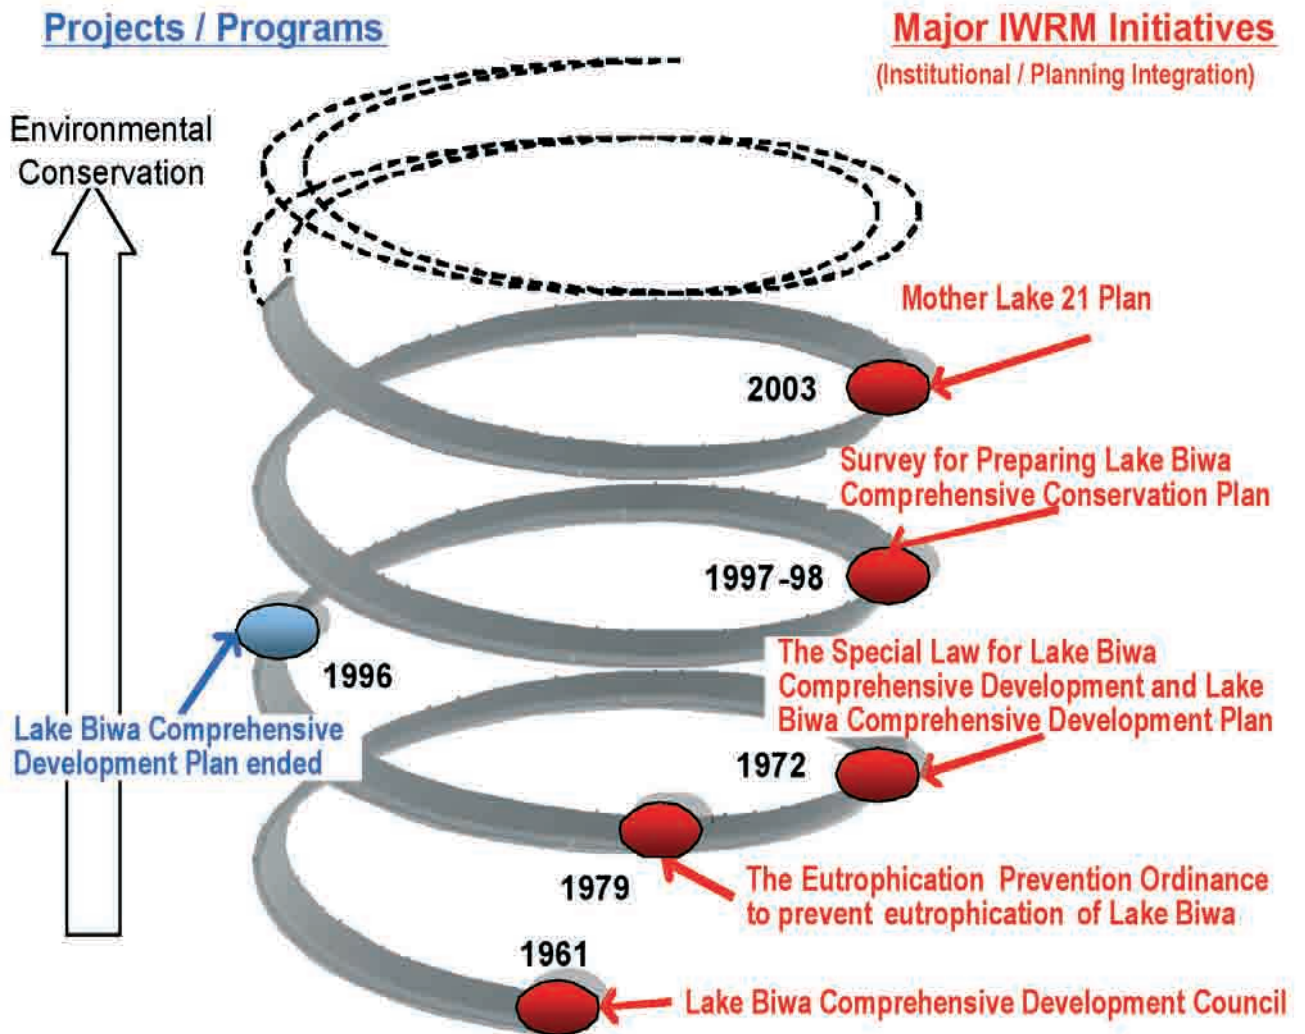 Projects / Programs
Major IWRM Initiatives
(Institutional / Planning Integration)
Environmental
Conservation
Mother Lake 21 Plan
2003
Survey for Preparing Lake Biwa
Comprehensive Conservation Plan
1997-98
1996
Lake Biwa Comprehensive
Development Plan ended
The Special Law for Lake Biwa
Comprehensive Development and Lake
Biwa Comprehensive Development Plan
1972
1979
The Eutrophication Prevention Ordinance
to prevent eutrophication of Lake Biwa
1961
Lake Biwa Comprehensive Development Council